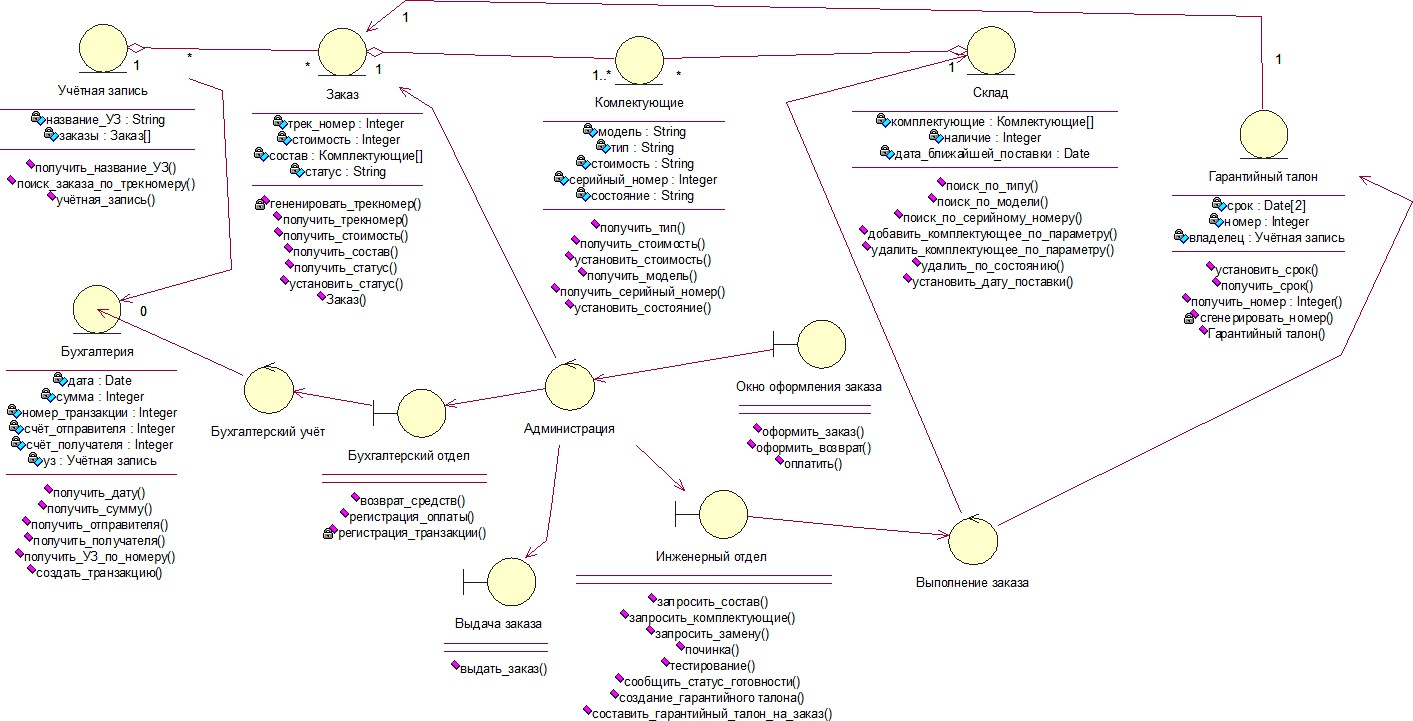 1
1
*
Учётная запись
название_УЗ : String
заказы : Заказ[]
получить_название_УЗ()
поиск_заказа_по_трекномеру()
учётная_запись()
*
1
Заказ
трек_номер : Integer
стоимость : Integer
состав : Комплектующие[]
статус : String
гененировать_трекномер()
получить_трекномер()
получить_стоимость()
получить_состав()
получить_статус()
установить_статус()
Заказ()
1..*
*
Комлектующие
модель : String
тип : String
стоимость : String
серийный_номер : Integer
состояние : String
получить_тип()
получить_стоимость()
установить_стоимость()
получить_модель()
получить_серийный_номер()
установить_состояние()
1
Склад
комлектующие : Комлектующие[]
наличие : Integer
дата_ближайшей_поставки : Date
поиск_по_типу()
поиск_по_модели()
поиск_по_серийному_номеру()
добавить_комплектующее_по_параметру()
удалить_комплектующее_по_параметру()
удалить_по_состоянию()
установить_дату_поставки()
1
Гарантийный талон
срок : Date[2]
номер : Integer
владелец : Учётная запись
установить_срок()
получить_срок()
получить_номер : Integer()
сгенерировать_номер()
Гарантийный талон()
0
Бухгалтерия
дата : Date
сумма : Integer
номер_транзакции : Integer
счёт_отправителя : Integer
счёт_получателя : Integer
уз : Учётная запись
получить_дату()
получить_сумму()
получить_отправителя()
получить_получателя()
получить_УЗ_по_номеру()
создать_транзакцию()
Бухгалтерский учёт
Бухгалтерский отдел
возврат_средств()
регистрация_оплаты()
регистрация_транзакции()
Администрация
Окно оформления заказа
оформить_заказ()
оформить_возврат()
оплатить()
Выдача заказа
выдать_заказ()
Инженерный отдел
запросить_состав()
запросить_комплектующие()
запросить_замену()
починка()
тестирование()
сообщить_статус_готовности()
создание_гарантийного талона()
составить_гарантийный_талон_на_заказ()
Выполнение заказа